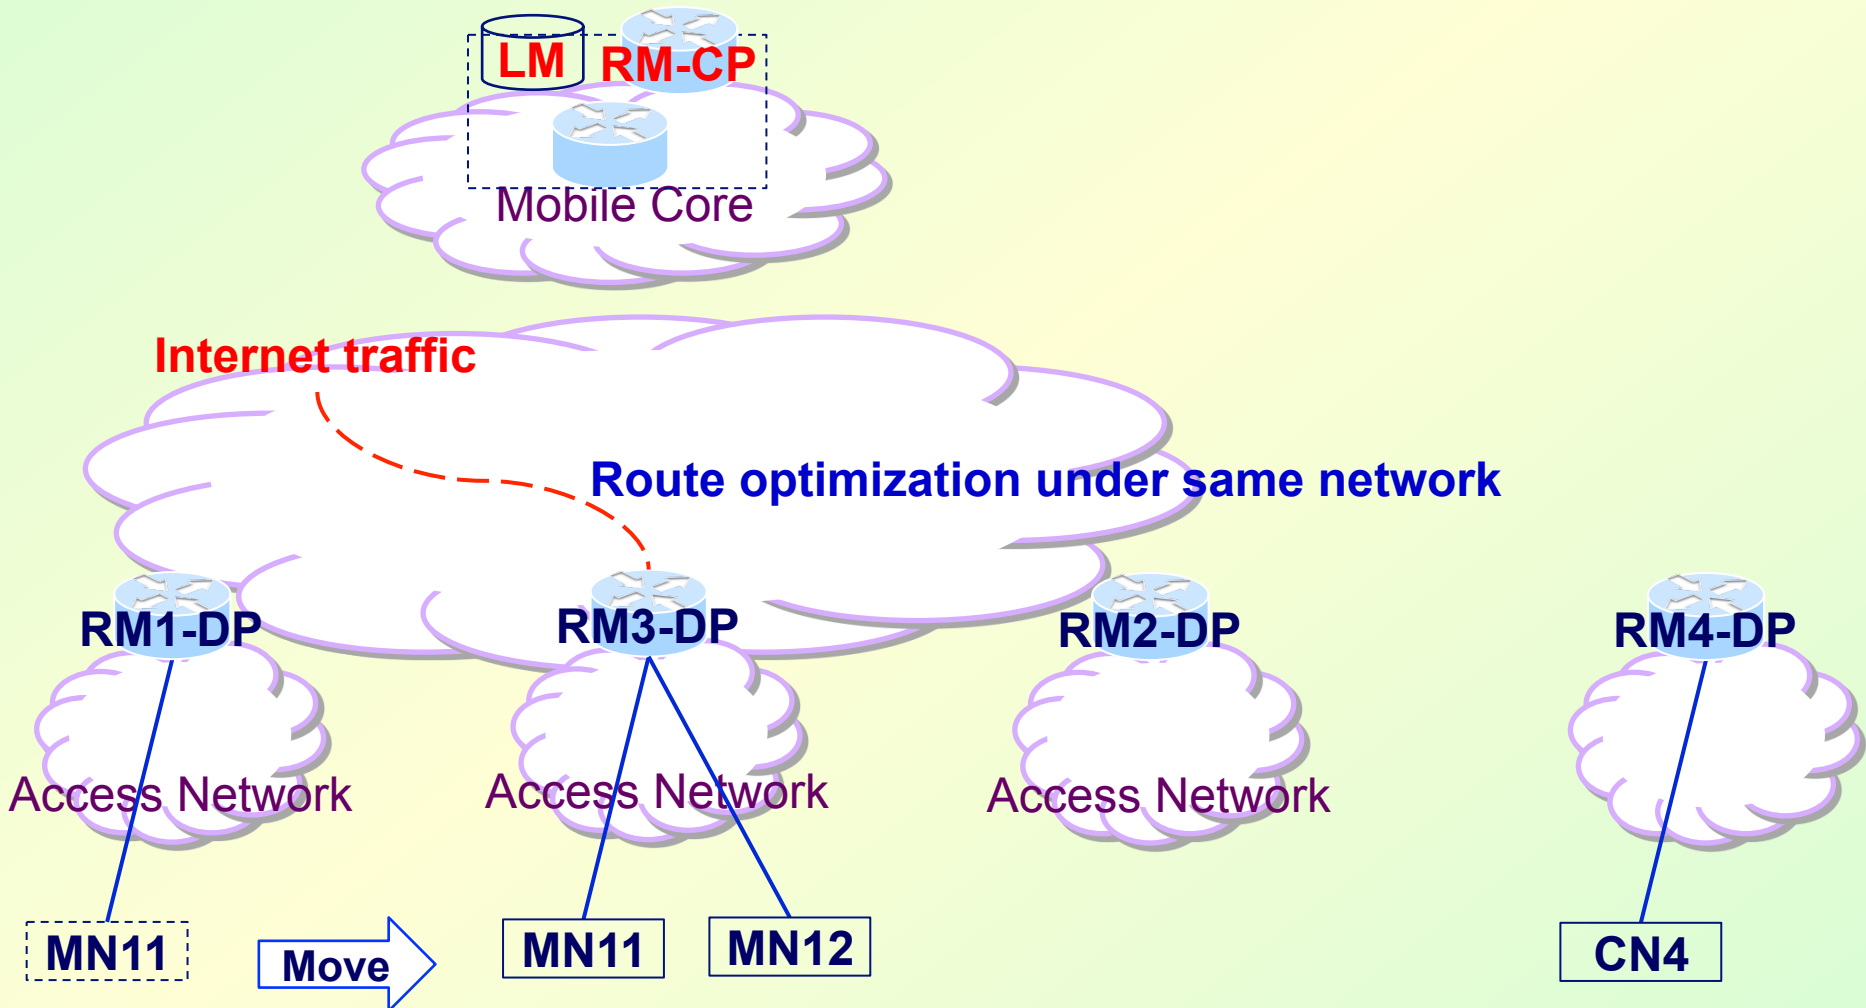 LM
RM-CP
Mobile Core
Internet traffic
Route optimization under same network
RM1-DP
RM3-DP
RM2-DP
RM4-DP
Access Network
Access Network
Access Network
MN11
Move
MN11
MN12
CN4